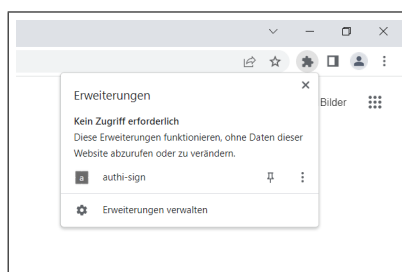 Erweiterungen
Bilder
Kein Zugriff erforderlich
Diese Erweiterungen funktionieren, ohne Daten dieser
Website abzurufen oder zu verändern.
a authi-sign
Erweiterungen verwalten